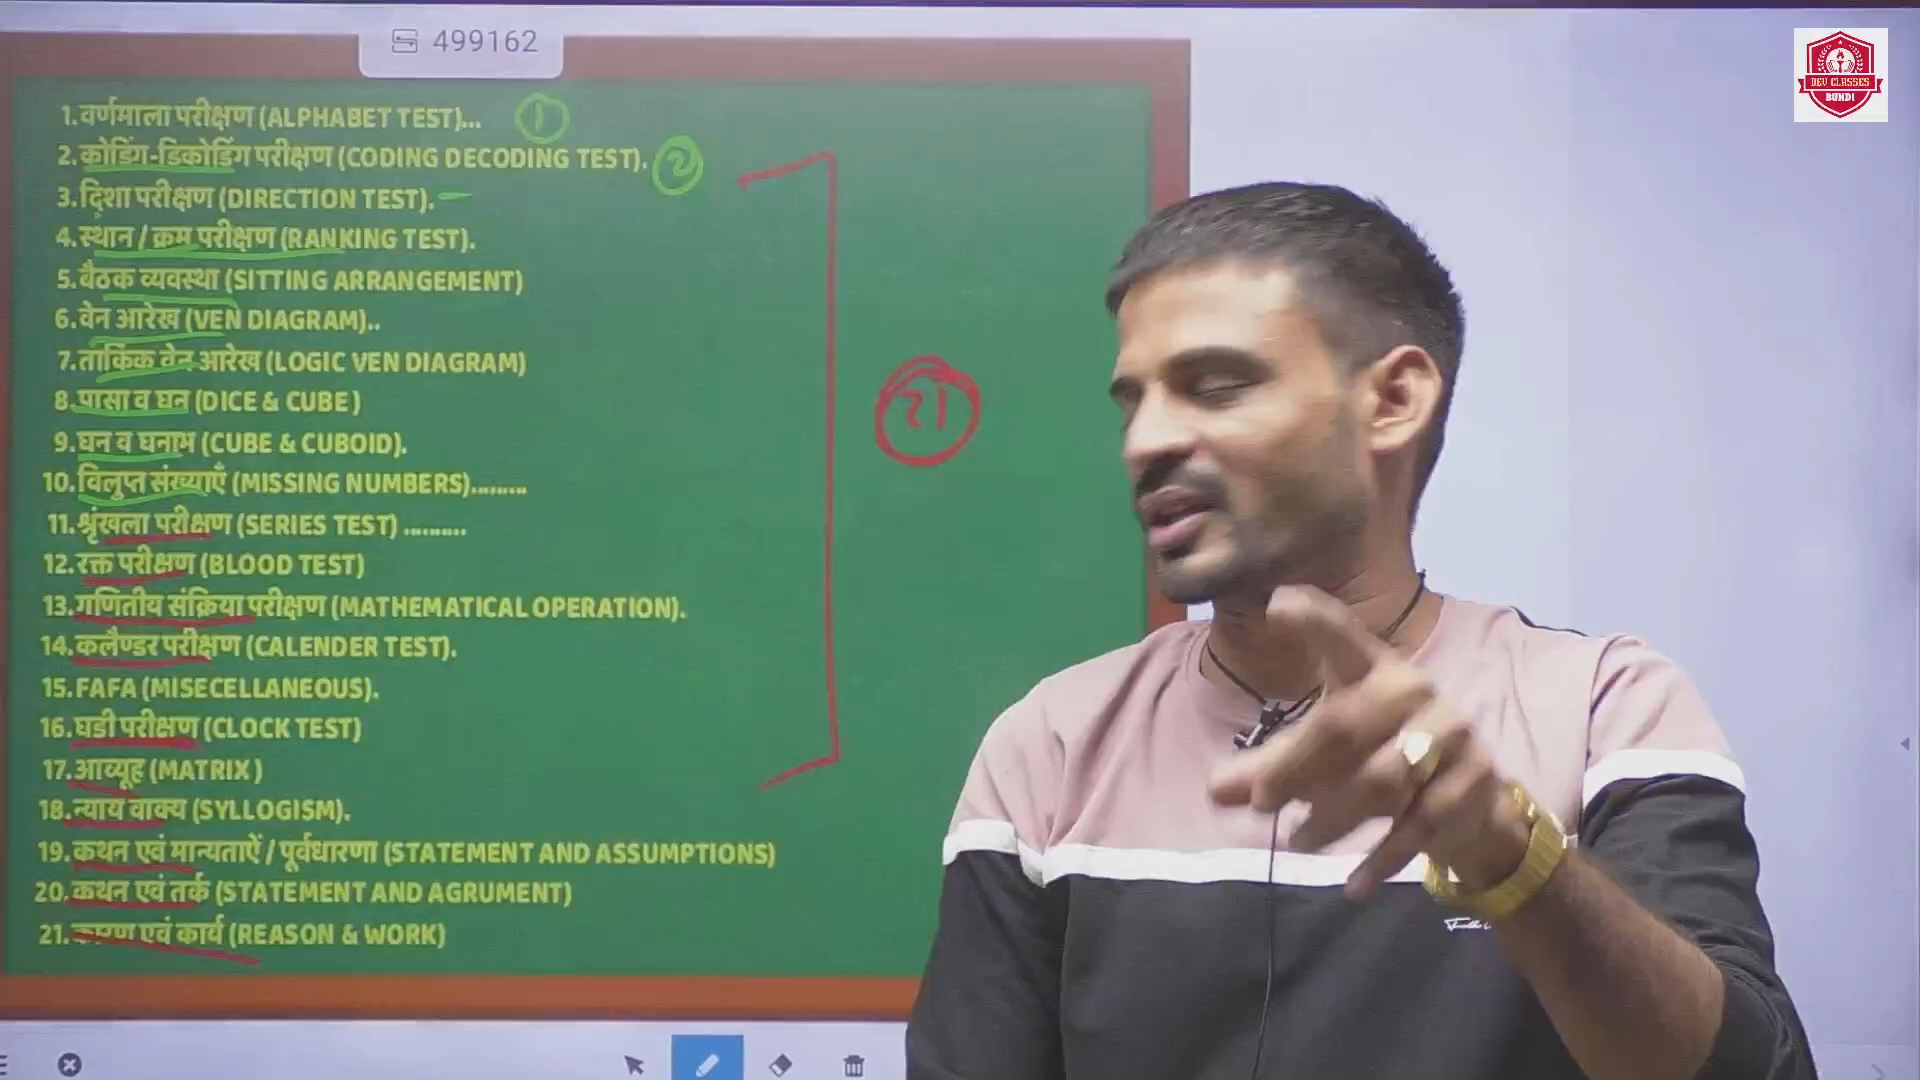 499162
DEV CLASSES
BUNDI
1. वर्णमाला परीक्षण (ALPHABET TEST)... 1
2. कोडिंग-डिकोडिंग परीक्षण (CODING DECODING TEST). 2
3. दिशा परीक्षण (DIRECTION TEST).
4. स्थान / क्रम परीक्षण (RANKING TEST).
5. बैठक व्यवस्था (SITTING ARRANGEMENT)
6. वेन आरेख (VEN DIAGRAM)..
7. तार्किक वेन आरेख (LOGIC VEN DIAGRAM)
8. पासा व घन (DICE & CUBE )
21
9. घन व घनाभ (CUBE & CUBOID).
10. विलुप्त संख्याएँ (MISSING NUMBERS).........
11. श्रृंखला परीक्षण (SERIES TEST) ..........
12. रक्त परीक्षण (BLOOD TEST)
13. गणितीय संक्रिया परीक्षण (MATHEMATICAL OPERATION).
14. कलैण्डर परीक्षण (CALENDER TEST).
15. FAFA (MISECELLANEOUS).
16. घडी परीक्षण (CLOCK TEST)
17. आव्यूह (MATRIX )
18. न्याय वाक्य (SYLLOGISM).
19. कथन एवं मान्यताऐं / पूर्वधारणा (STATEMENT AND ASSUMPTIONS)
20. कथन एवं तर्क (STATEMENT AND AGRUMENT)
21. कारण एवं कार्य (REASON & WORK)